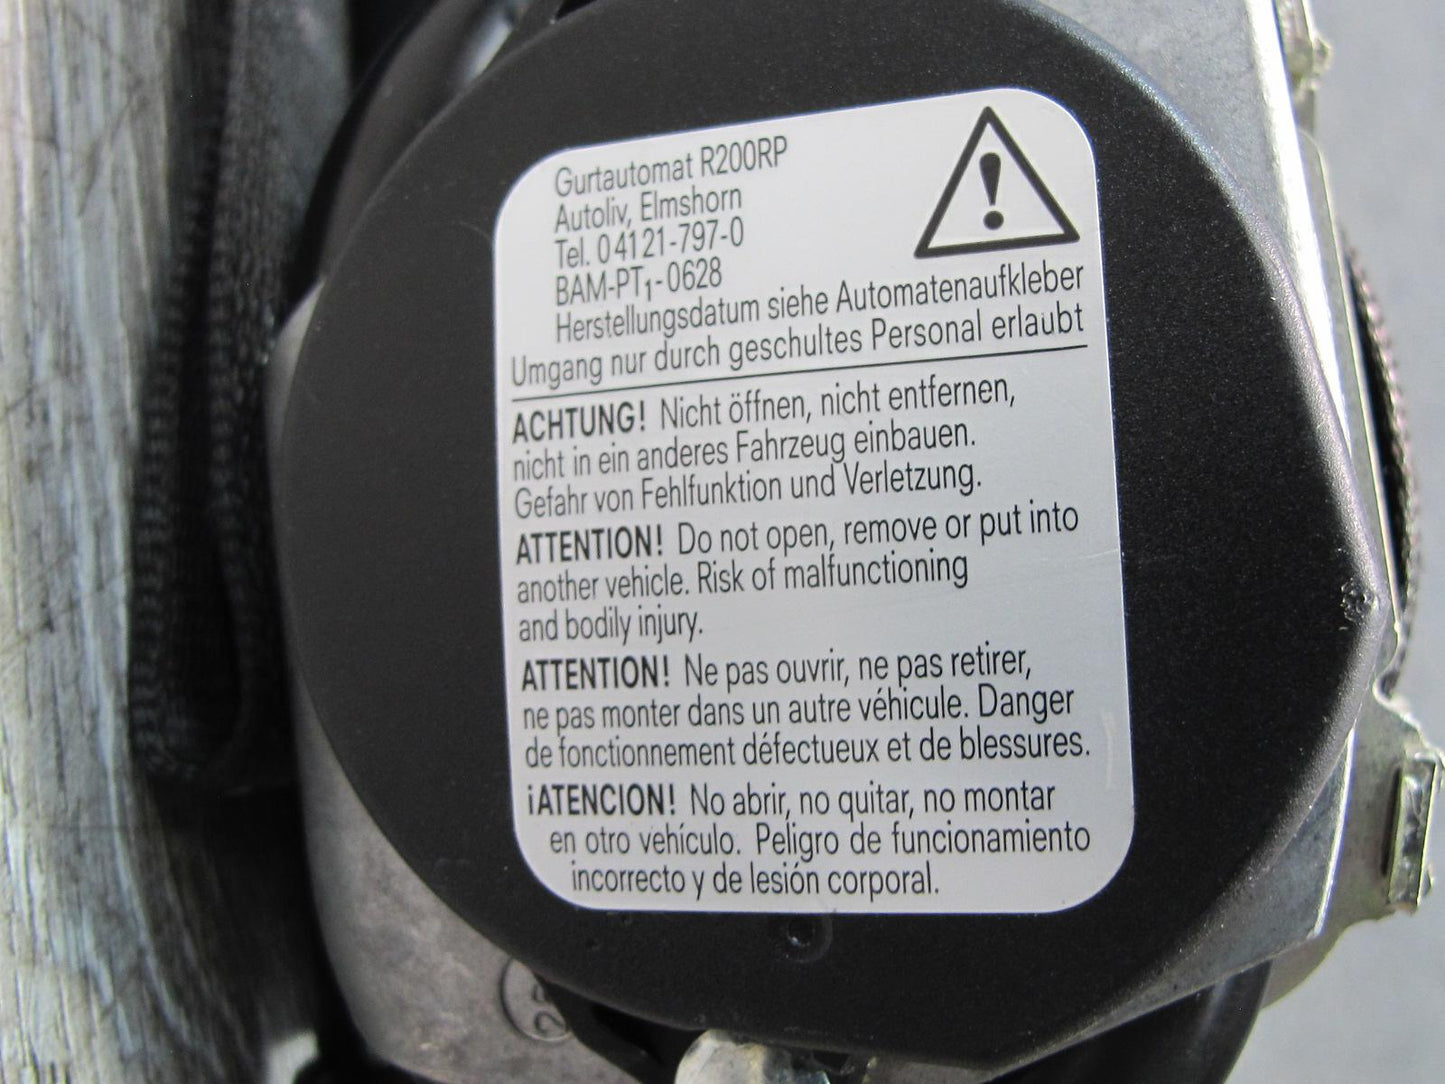 Gurtautomat R200RP
Autoliv, Elmshorn
Tel. 04121-797-0
BAM-PT₁-0628
Herstellungsdatum siehe Automatenaufkleber
Umgang nur durch geschultes Personal erlaubt
ACHTUNG! Nicht öffnen, nicht entfernen,
nicht in ein anderes Fahrzeug einbauen.
Gefahr von Fehlfunktion und Verletzung.
ATTENTION! Do not open, remove or put into
another vehicle. Risk of malfunctioning
and bodily injury.
ATTENTION! Ne pas ouvrir, ne pas retirer,
ne pas monter dans un autre véhicule. Danger
de fonctionnement défectueux et de blessures.
¡ATENCION! No abrir, no quitar, no montar
en otro vehículo. Peligro de funcionamiento
incorrecto y de lesión corporal.